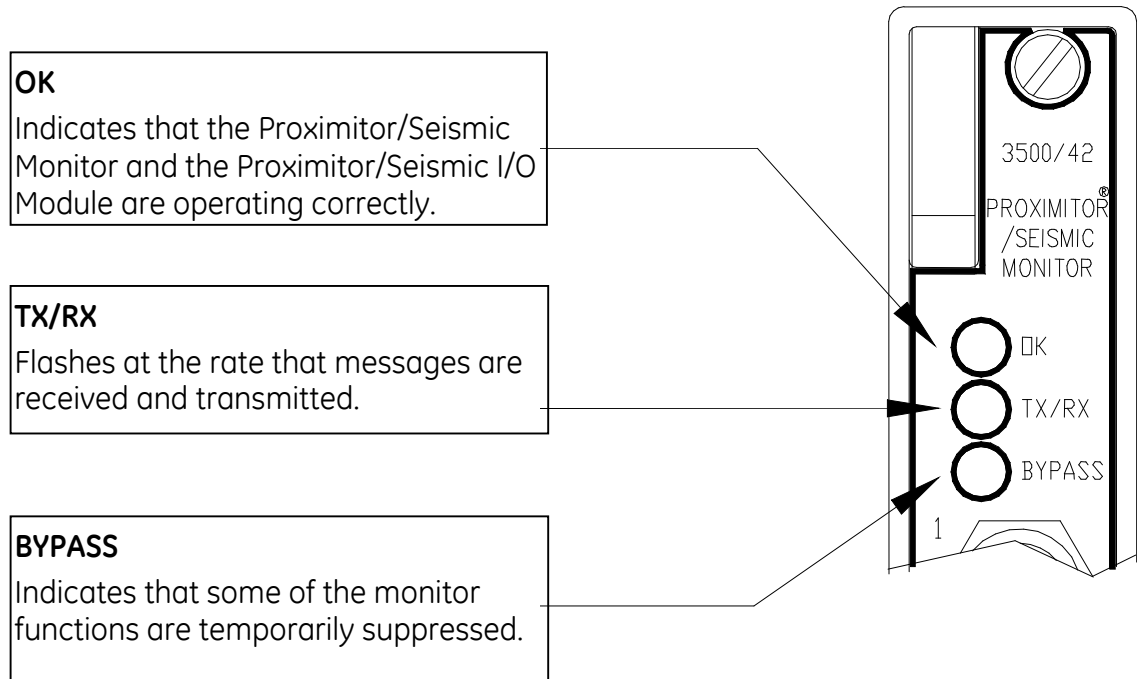 OK
Indicates that the Proximitor/Seismic
Monitor and the Proximitor/Seismic I/O
Module are operating correctly.
TX/RX
Flashes at the rate that messages are
received and transmitted.
BYPASS
Indicates that some of the monitor
functions are temporarily suppressed.
3500/42
PROXIMITOR®
/SEISMIC
MONITOR
OK
TX/RX
BYPASS
1